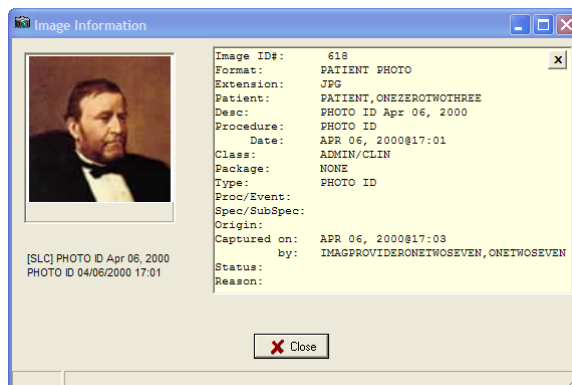 Image Information
Image ID#: 618
Format: PATIENT PHOTO
Extension: JPG
Patient: PATIENT,ONEZEROTWOTHREE
Desc: PHOTO ID Apr 06, 2000
Procedure: PHOTO ID
Date: APR 06, 2000@17:01
Class: ADMIN/CLIN
Package: NONE
Type: PHOTO ID
Proc/Event:
Spec/SubSpec:
Origin:
Captured on: APR 06, 2000@17:03
by: IMAGPROVIDERONETWOSEVEN,ONETWOSEVEN
Status:
Reason:
x
[SLC] PHOTO ID Apr 06, 2000
PHOTO ID 04/06/2000 17:01
Close